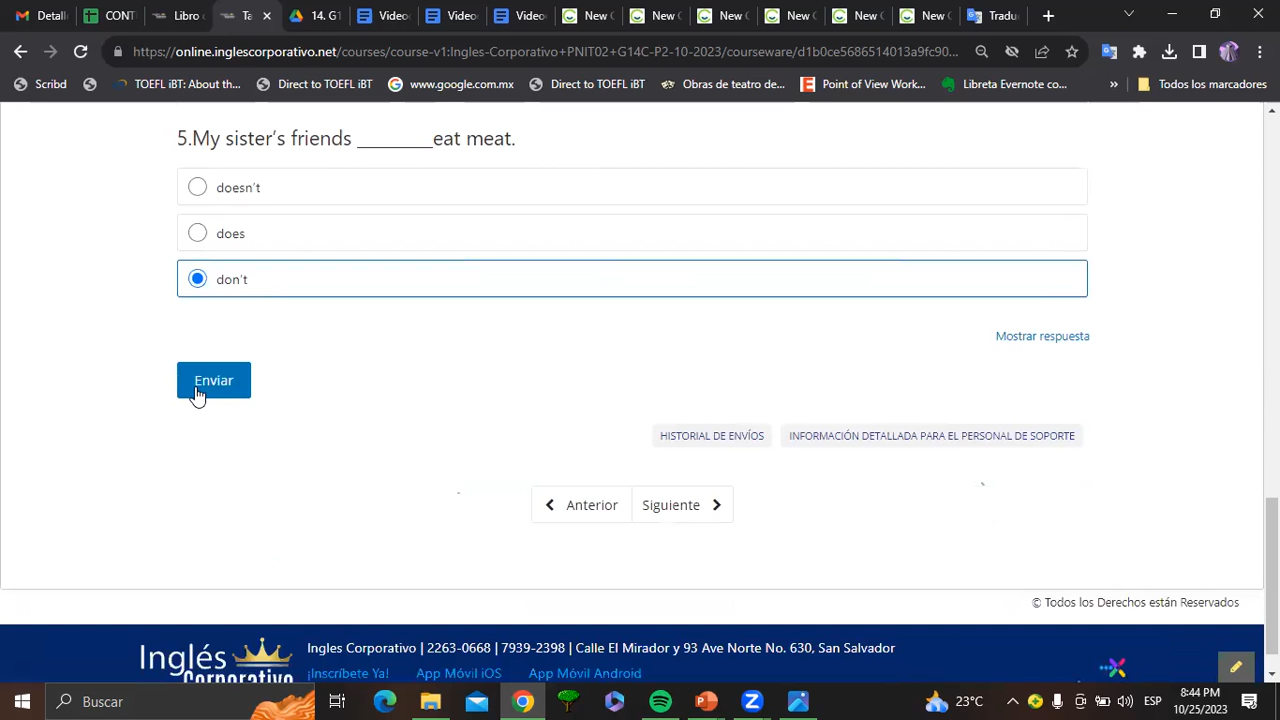 Detall
CONT
Libro
Ta
14. G1
Video
Video
Video
New C
New C
New C
New C
New C
New C
Tradu
https://online.inglescorporativo.net/courses/course-v1:Ingles-Corporativo+PNIT02+G14C-P2-10-2023/courseware/d1b0ce5686514013a9fc90...
Scribd
TOEFL iBT: About th...
Direct to TOEFL iBT
www.google.com.mx
Direct to TOEFL iBT
Obras de teatro de...
Point of View Work...
Libreta Evernote co...
»
Todos los marcadores
5.My sister's friends _________eat meat.
doesn't
does
don't
Mostrar respuesta
Enviar
HISTORIAL DE ENVÍOS
INFORMACIÓN DETALLADA PARA EL PERSONAL DE SOPORTE
Anterior
Siguiente
© Todos los Derechos están Reservados
Inglés
Corporativo
Ingles Corporativo | 2263-0668 | 7939-2398 | Calle El Mirador y 93 Ave Norte No. 630, San Salvador
¡Inscríbete Ya!
App Móvil iOS
App Móvil Android
Buscar
23°C
ESP
8:44 PM
10/25/2023